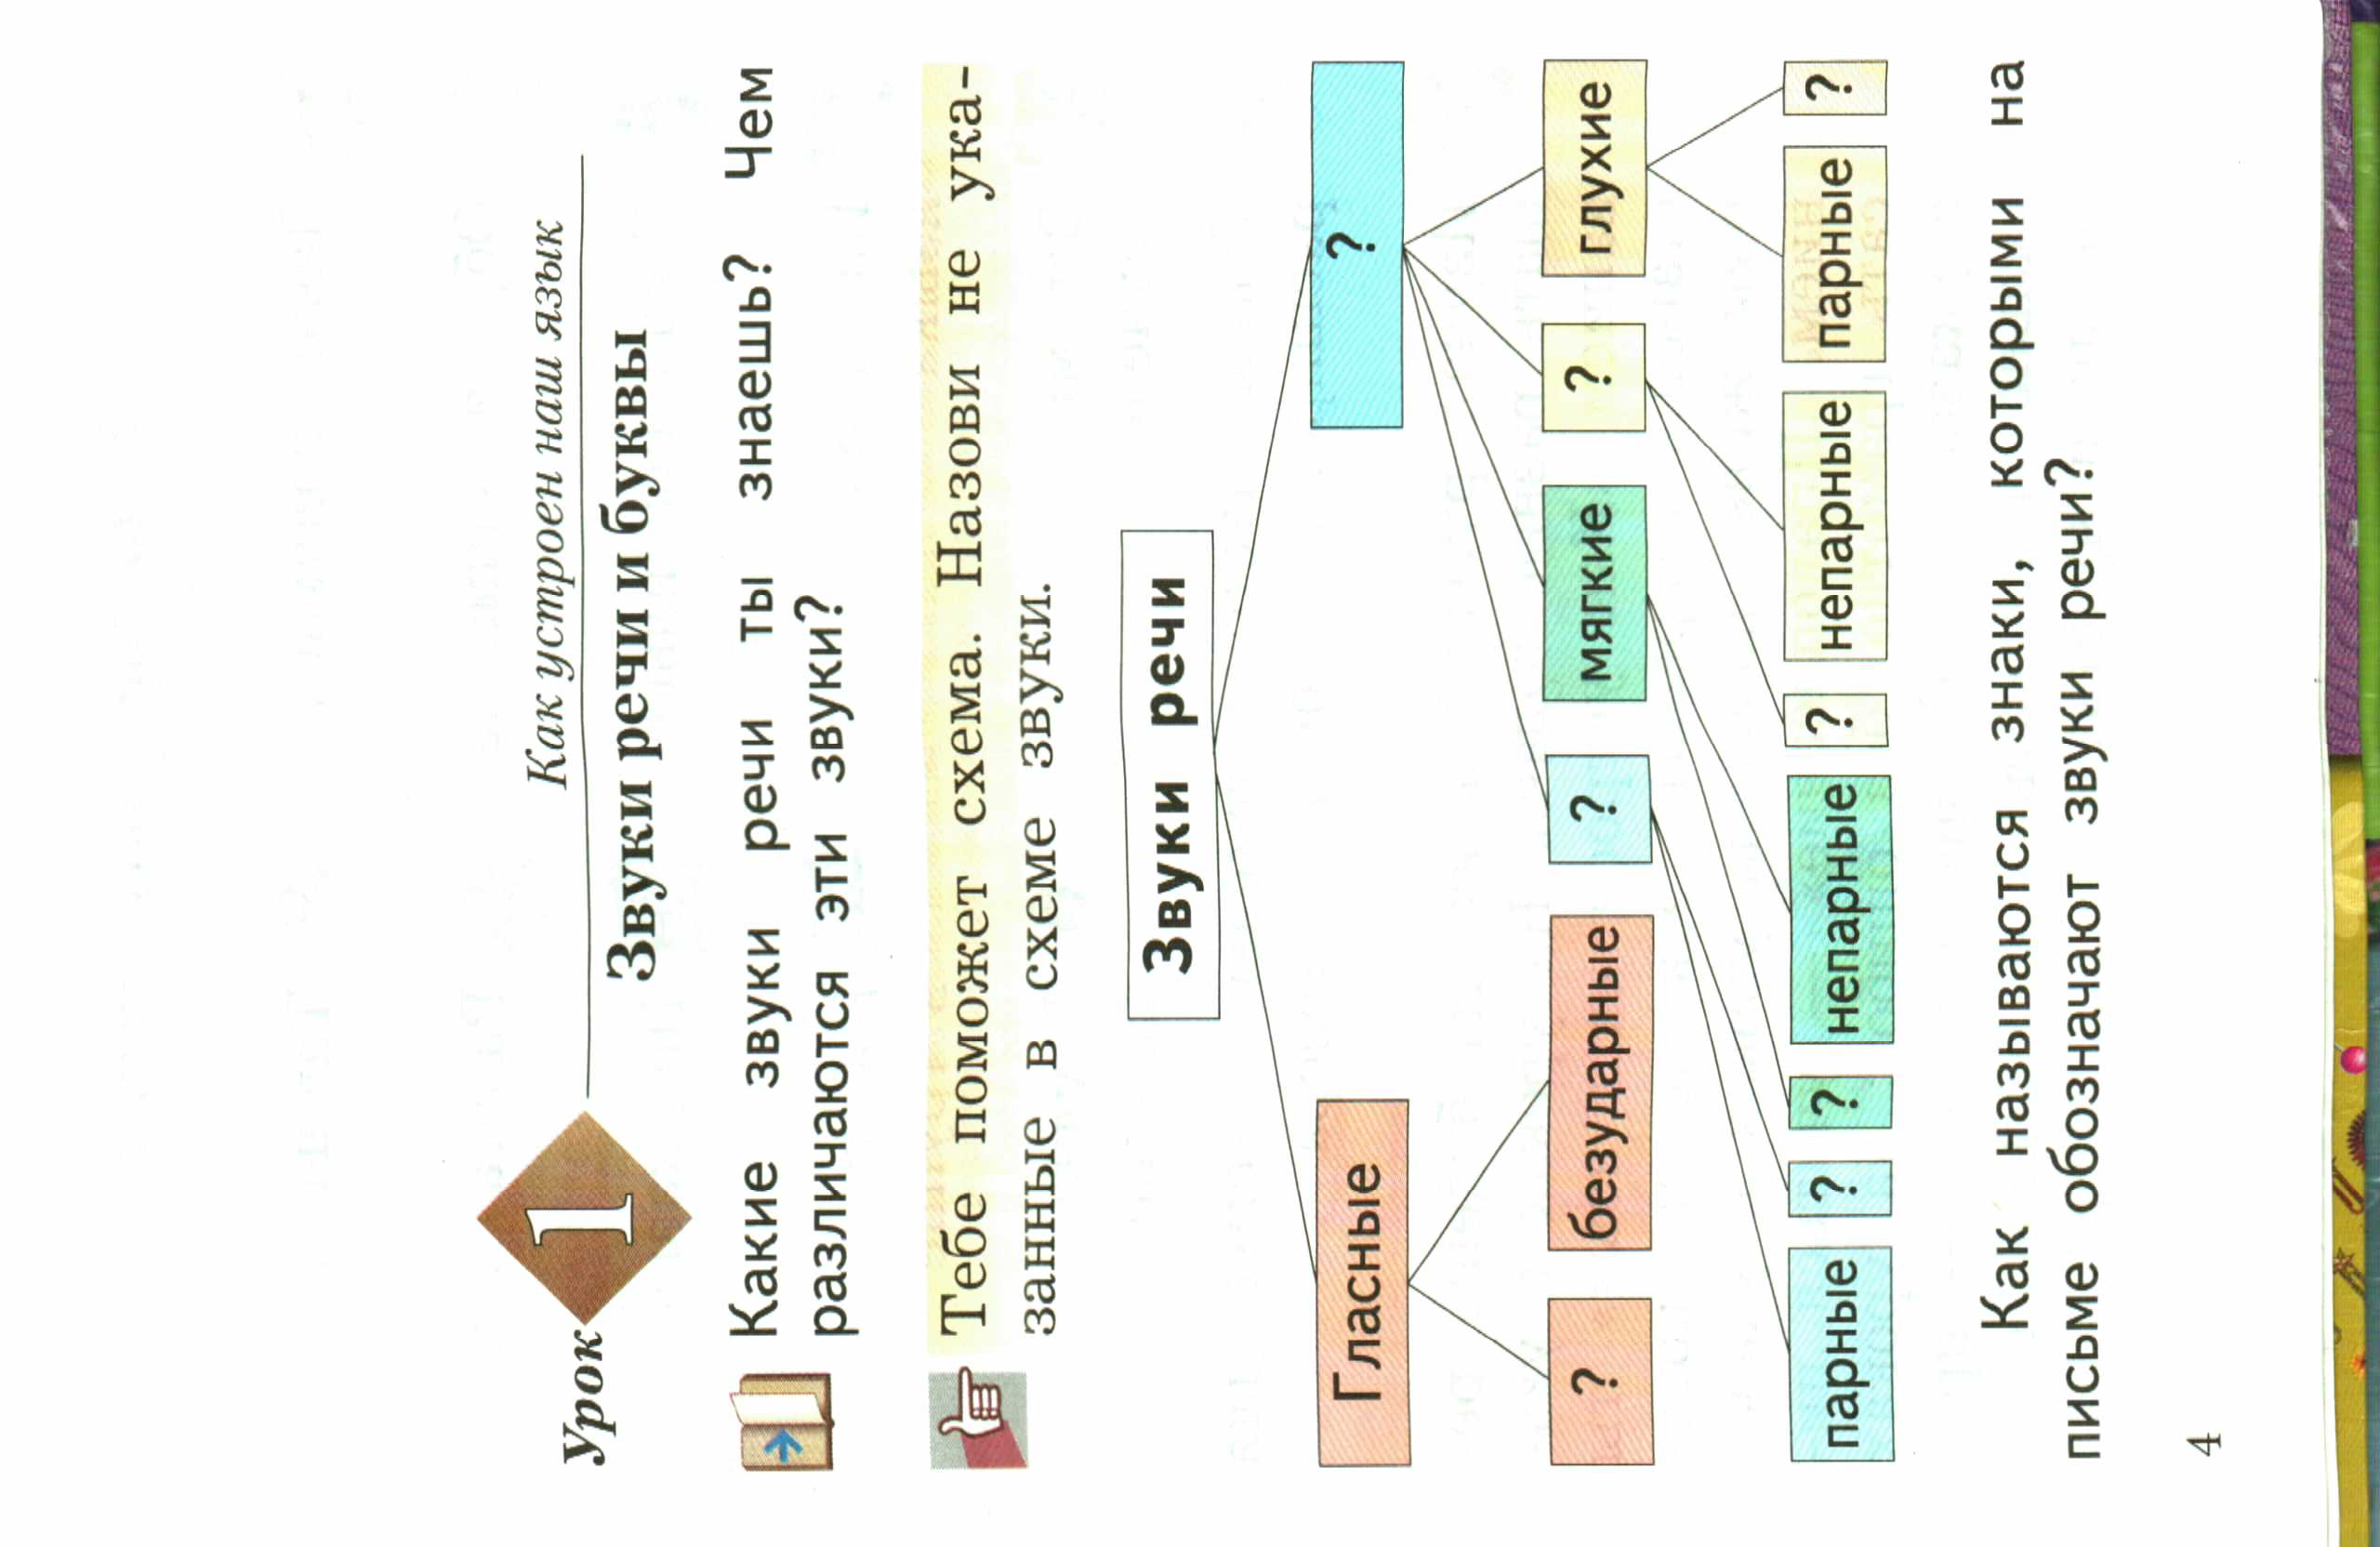 Урок 1
Как устроен наш язык
Звуки речи и буквы
Какие звуки речи ты знаешь? Чем
различаются эти звуки?
Тебе поможет схема. Назови не ука-
занные в схеме звуки.
Звуки речи
Гласные ?
? безударные ? мягкие ? глухие
парные ? ? непарные ? непарные парные ?
Как называются знаки, которыми на
письме обозначают звуки речи?
4